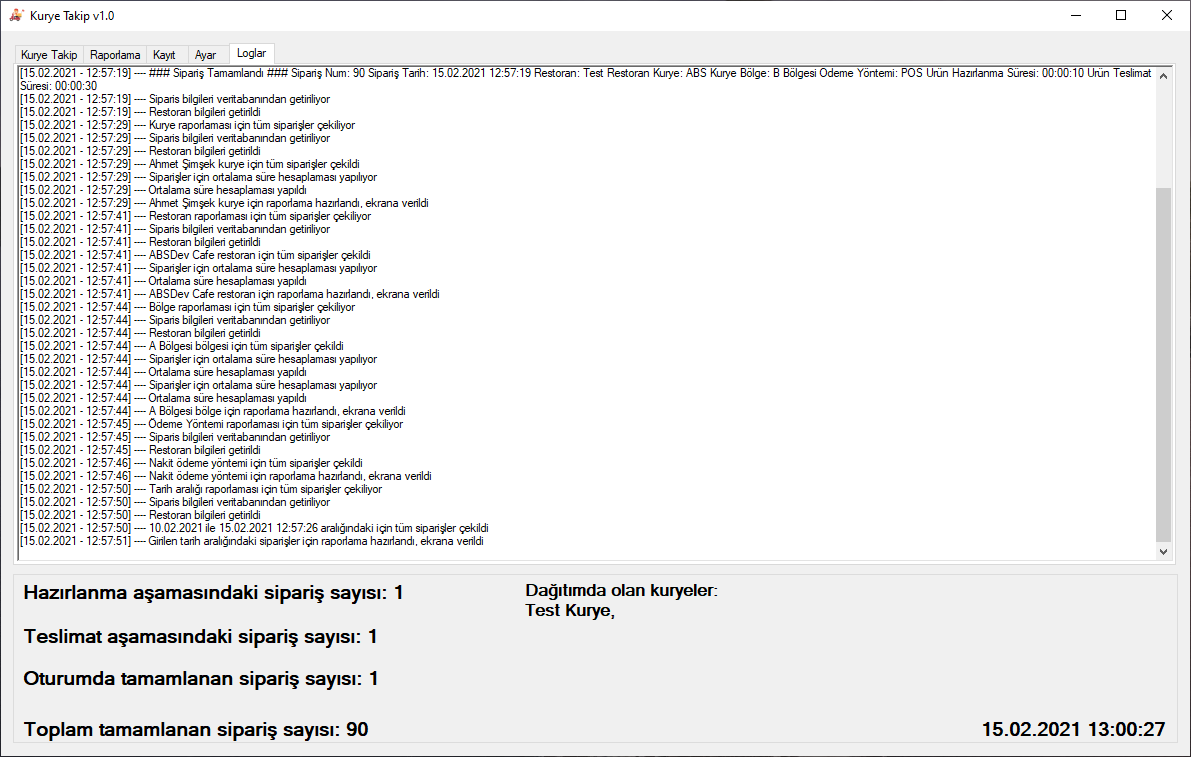 Kurye Takip v1.0
Kurye Takip Raporlama Kayıt Ayar Loglar
[15.02.2021 - 12:57:19] ---- ### Sipariş Tamamlandı ### Sipariş Num: 90 Sipariş Tarih: 15.02.2021 12:57:19 Restoran: Test Restoran Kurye: ABS Kurye Bölge: B Bölgesi Ödeme Yöntemi: POS Ürün Hazırlanma Süresi: 00:00:10 Ürün Teslimat
Süresi: 00:00:30
[15.02.2021 - 12:57:19] ---- Siparis bilgileri veritabanından getiriliyor
[15.02.2021 - 12:57:19] ---- Restoran bilgileri getirildi
[15.02.2021 - 12:57:29] ---- Kurye raporlaması için tüm siparişler çekiliyor
[15.02.2021 - 12:57:29] ---- Siparis bilgileri veritabanından getiriliyor
[15.02.2021 - 12:57:29] ---- Restoran bilgileri getirildi
[15.02.2021 - 12:57:29] ---- Ahmet Şimşek kurye için tüm siparişler çekildi
[15.02.2021 - 12:57:29] ---- Siparişler için ortalama süre hesaplaması yapılıyor
[15.02.2021 - 12:57:29] ---- Ortalama süre hesaplaması yapıldı
[15.02.2021 - 12:57:29] ---- Ahmet Şimşek kurye için raporlama hazırlandı, ekrana verildi
[15.02.2021 - 12:57:41] ---- Restoran raporlaması için tüm siparişler çekiliyor
[15.02.2021 - 12:57:41] ---- Siparis bilgileri veritabanından getiriliyor
[15.02.2021 - 12:57:41] ---- Restoran bilgileri getirildi
[15.02.2021 - 12:57:41] ---- ABSDev Cafe restoran için tüm siparişler çekildi
[15.02.2021 - 12:57:41] ---- Siparişler için ortalama süre hesaplaması yapılıyor
[15.02.2021 - 12:57:41] ---- Ortalama süre hesaplaması yapıldı
[15.02.2021 - 12:57:41] ---- ABSDev Cafe restoran için raporlama hazırlandı, ekrana verildi
[15.02.2021 - 12:57:44] ---- Bölge raporlaması için tüm siparişler çekiliyor
[15.02.2021 - 12:57:44] ---- Siparis bilgileri veritabanından getiriliyor
[15.02.2021 - 12:57:44] ---- Restoran bilgileri getirildi
[15.02.2021 - 12:57:44] ---- A Bölgesi bölgesi için tüm siparişler çekildi
[15.02.2021 - 12:57:44] ---- Siparişler için ortalama süre hesaplaması yapılıyor
[15.02.2021 - 12:57:44] ---- Ortalama süre hesaplaması yapıldı
[15.02.2021 - 12:57:44] ---- Siparişler için ortalama süre hesaplaması yapılıyor
[15.02.2021 - 12:57:44] ---- Ortalama süre hesaplaması yapıldı
[15.02.2021 - 12:57:44] ---- A Bölgesi bölge için raporlama hazırlandı, ekrana verildi
[15.02.2021 - 12:57:45] ---- Ödeme Yöntemi raporlaması için tüm siparişler çekiliyor
[15.02.2021 - 12:57:45] ---- Siparis bilgileri veritabanından getiriliyor
[15.02.2021 - 12:57:45] ---- Restoran bilgileri getirildi
[15.02.2021 - 12:57:46] ---- Nakit ödeme yöntemi için tüm siparişler çekildi
[15.02.2021 - 12:57:46] ---- Nakit ödeme yöntemi için raporlama hazırlandı, ekrana verildi
[15.02.2021 - 12:57:50] ---- Tarih aralığı raporlaması için tüm siparişler çekiliyor
[15.02.2021 - 12:57:50] ---- Siparis bilgileri veritabanından getiriliyor
[15.02.2021 - 12:57:50] ---- Restoran bilgileri getirildi
[15.02.2021 - 12:57:50] ---- 10.02.2021 ile 15.02.2021 12:57:26 aralığındaki için tüm siparişler çekildi
[15.02.2021 - 12:57:51] ---- Girilen tarih aralığındaki siparişler için raporlama hazırlandı, ekrana verildi
Hazırlanma aşamasındaki sipariş sayısı: 1
Teslimat aşamasındaki sipariş sayısı: 1
Oturumda tamamlanan sipariş sayısı: 1
Toplam tamamlanan sipariş sayısı: 90
Dağıtımda olan kuryeler:
Test Kurye,
15.02.2021 13:00:27